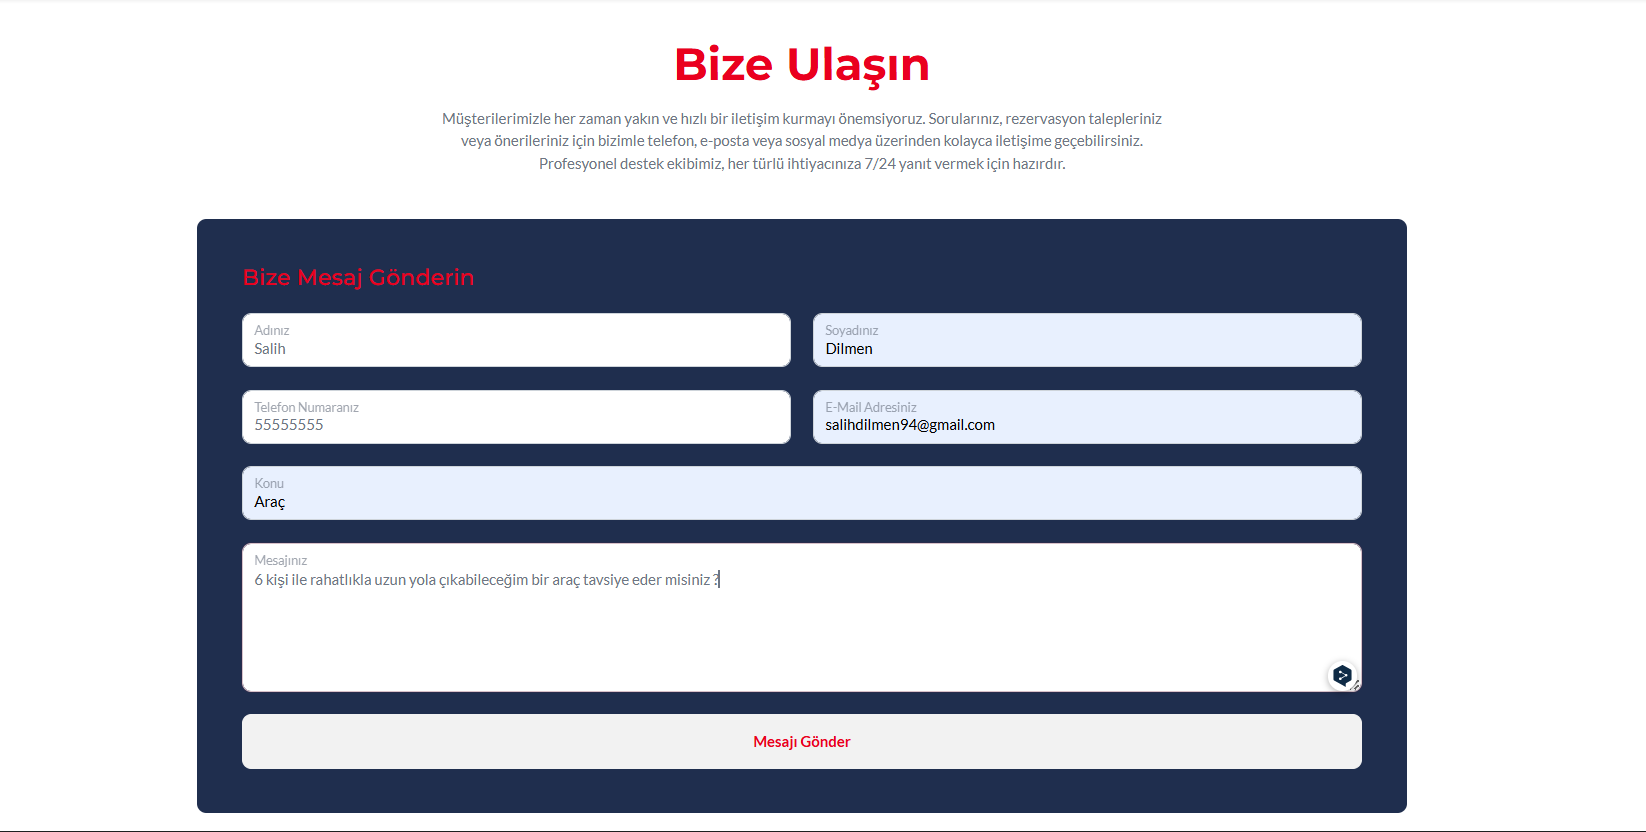 Bize Ulaşın
Müşterilerimizle her zaman yakın ve hızlı bir iletişim kurmayı önemsiyoruz. Sorularınız, rezervasyon talepleriniz
veya önerileriniz için bizimle telefon, e-posta veya sosyal medya üzerinden kolayca iletişime geçebilirsiniz.
Profesyonel destek ekibimiz, her türlü ihtiyacınıza 7/24 yanıt vermek için hazırdır.
Bize Mesaj Gönderin
Adınız
Salih
Soyadınız
Dilmen
Telefon Numaranız
55555555
E-Mail Adresiniz
salihdilmen94@gmail.com
Konu
Araç
Mesajınız
6 kişi ile rahatlıkla uzun yola çıkabileceğim bir araç tavsiye eder misiniz ?
Mesajı Gönder